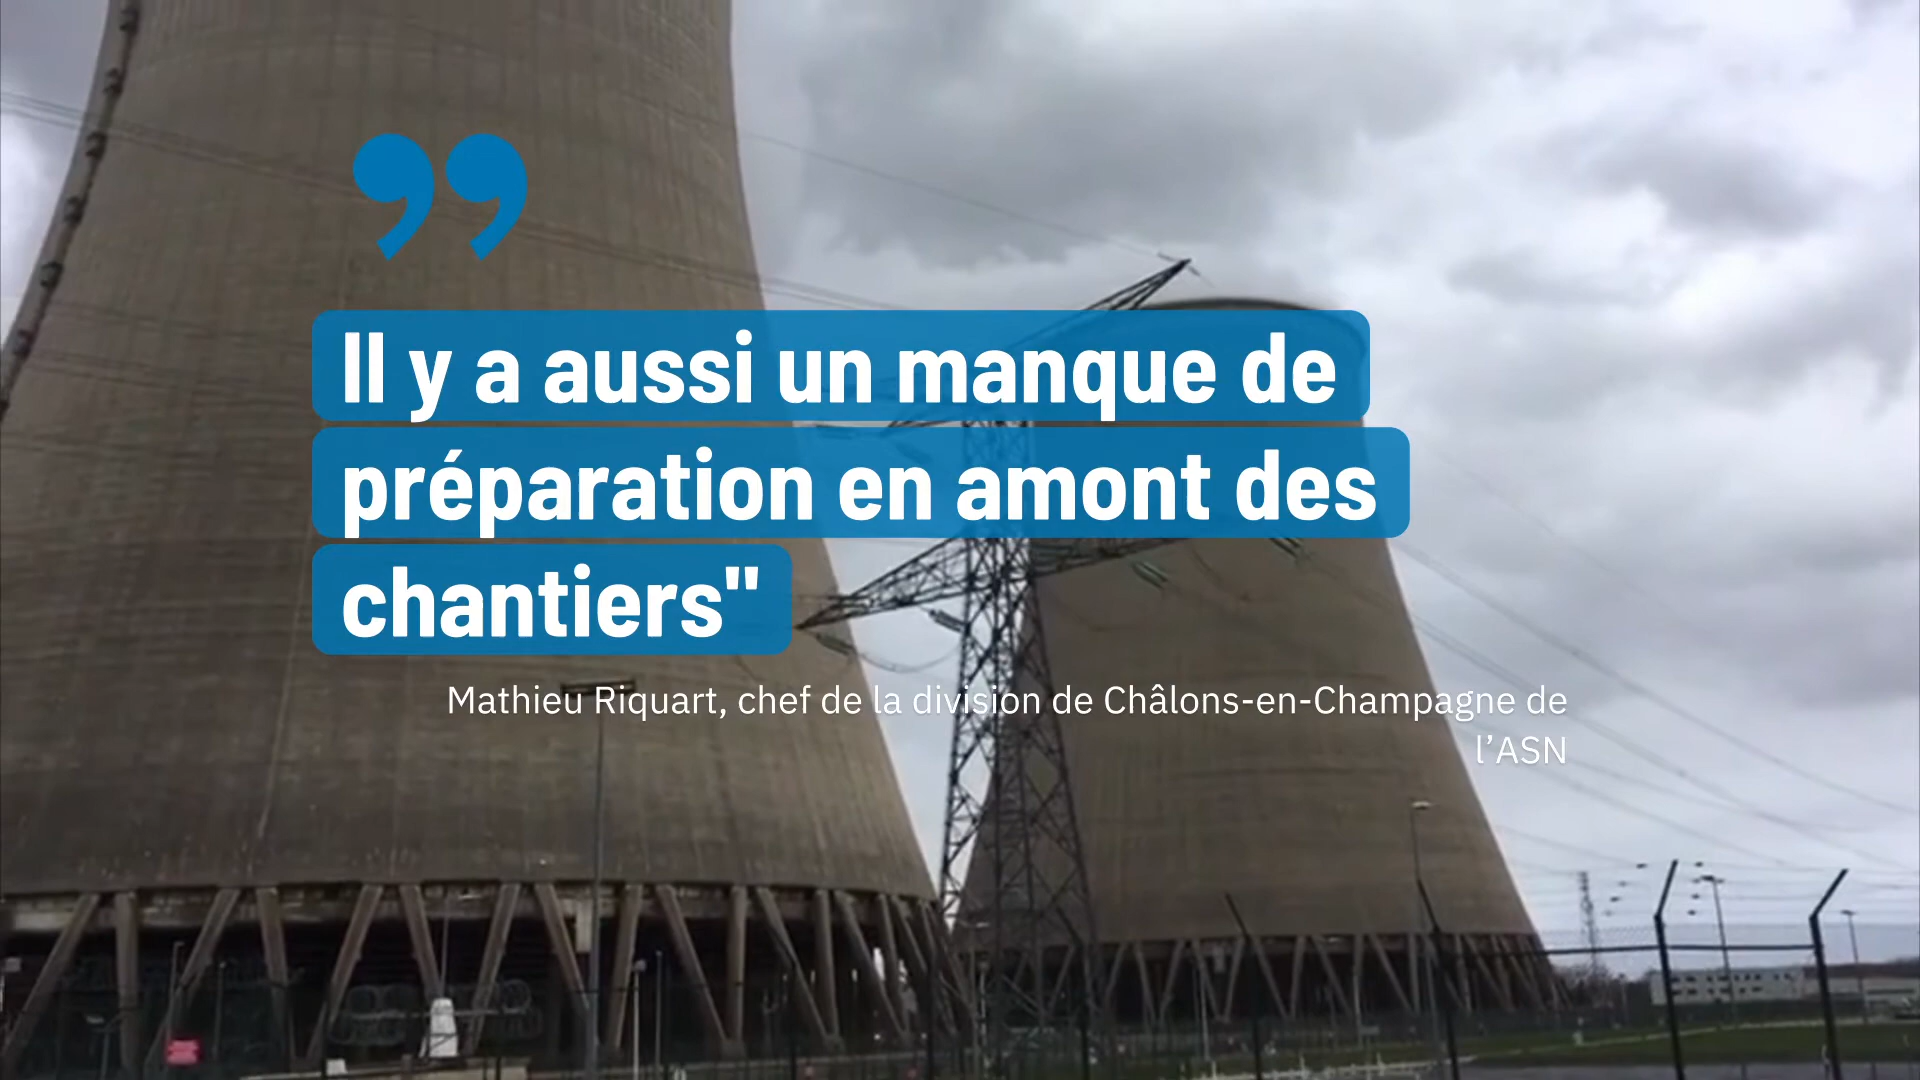 ”
Il y a aussi un manque de
préparation en amont des
chantiers"
Mathieu Riquart, chef de la division de Châlons-en-Champagne de
l’ASN